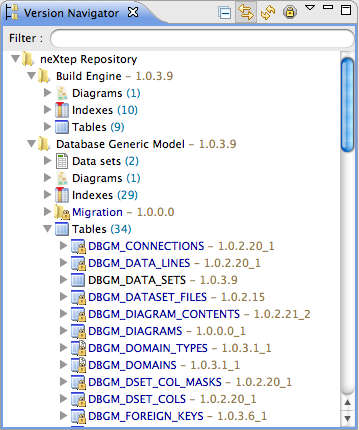 Version Navigator
Filter :
neXtep Repository
Build Engine - 1.0.3.9
Diagrams (1)
Indexes (10)
Tables (9)
Database Generic Model - 1.0.3.9
Data sets (2)
Diagrams (1)
Indexes (29)
Migration - 1.0.0.0
Tables (34)
DBGM_CONNECTIONS - 1.0.2.20_1
DBGM_DATA_LINES - 1.0.2.20_1
DBGM_DATA_SETS - 1.0.3.9
DBGM_DATASET_FILES - 1.0.2.15
DBGM_DIAGRAM_CONTENTS - 1.0.2.21_2
DBGM_DIAGRAMS - 1.0.0.0_1
DBGM_DOMAIN_TYPES - 1.0.3.1_1
DBGM_DOMAINS - 1.0.3.1_1
DBGM_DSET_COL_MASKS - 1.0.2.20_1
DBGM_DSET_COLS - 1.0.2.20_1
DBGM_FOREIGN_KEYS - 1.0.3.6_1